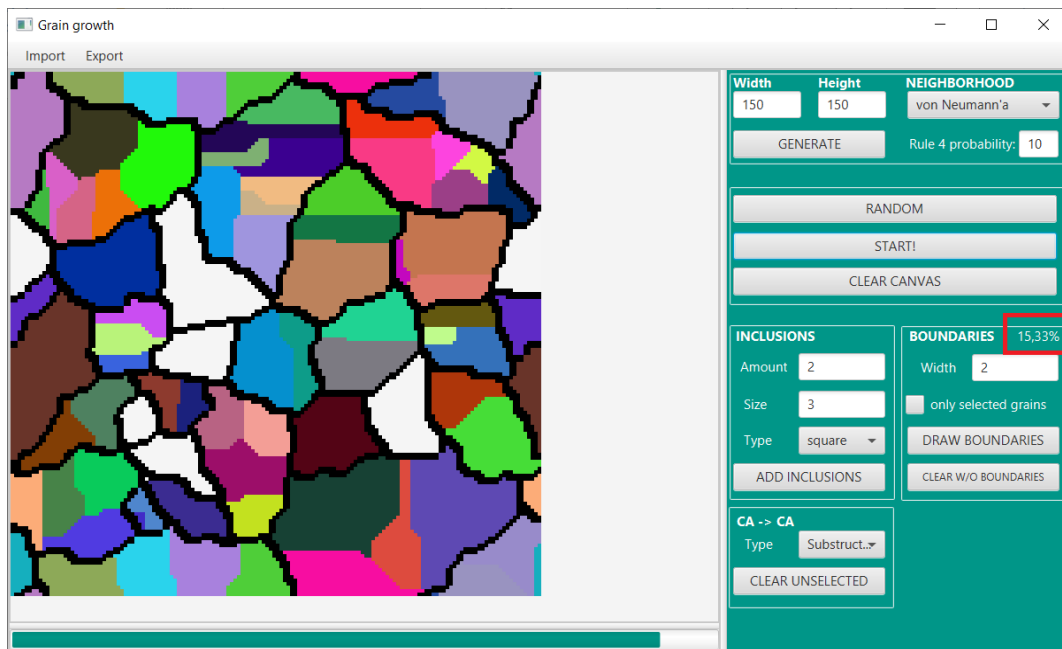 Grain growth
Import Export
Width Height NEIGHBORHOOD
150 150 von Neumann'a
GENERATE Rule 4 probability: 10
RANDOM
START!
CLEAR CANVAS
INCLUSIONS BOUNDARIES 15,33%
Amount 2 Width 2
Size 3 only selected grains
Type square DRAW BOUNDARIES
ADD INCLUSIONS CLEAR W/O BOUNDARIES
CA -> CA
Type Substruct...
CLEAR UNSELECTED